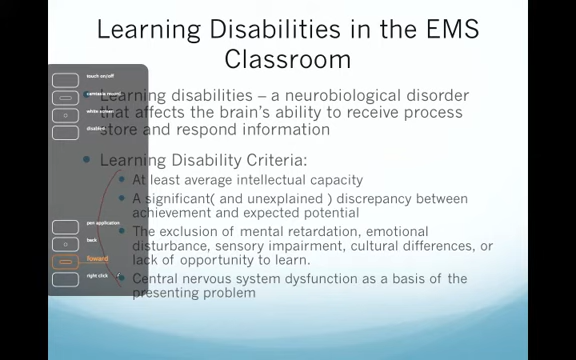 Learning Disabilities in the EMS
Classroom
touch on/off
white screen
disabled
Learning disabilities – a neurobiological disorder
that affects the brain's ability to receive process
store and respond information
Learning Disability Criteria:
At least average intellectual capacity
A significant( and unexplained ) discrepancy between
achievement and expected potential
The exclusion of mental retardation, emotional
disturbance, sensory impairment, cultural differences, or
lack of opportunity to learn.
Central nervous system dysfunction as a basis of the
presenting problem
pen application
back
foward
right click